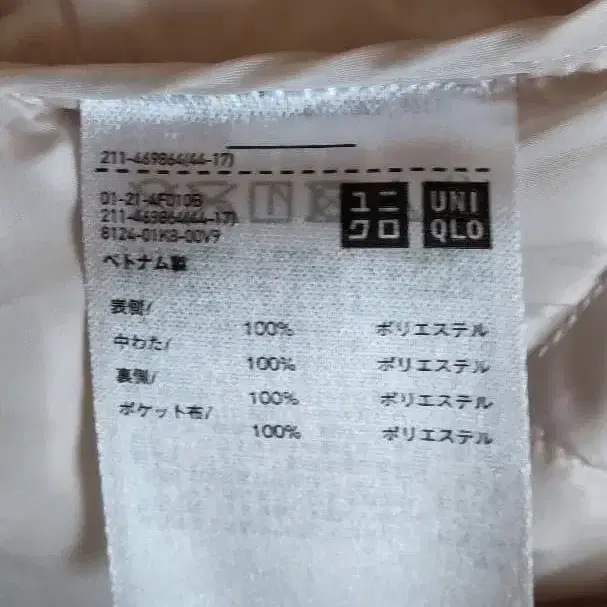 211-469864(44-17)
01-21-4F010B
211-469864(44-17)
8124-01KB-00V9
ベトナム製
ユニ
クロ
UNI
QLO
表側/
100% ポリエステル
中わた/
100% ポリエステル
裏側/
100% ポリエステル
ポケット布/
100% ポリエステル